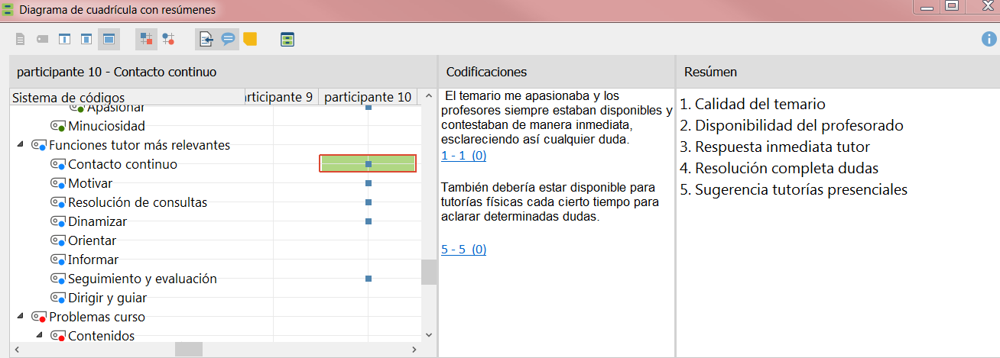 Diagrama de cuadrícula con resúmenes
participante 10 - Contacto continuo
Codificaciones
Resúmen
Sistema de códigos
rticipante 9
participante 10
Apasionar
Minuciosidad
Funciones tutor más relevantes
Contacto continuo
Motivar
Resolución de consultas
Dinamizar
Orientar
Informar
Seguimiento y evaluación
Dirigir y guiar
Problemas curso
Contenidos
El temario me apasionaba y los
profesores siempre estaban disponibles y
contestaban de manera inmediata,
esclareciendo así cualquier duda.
1 - 1 (0)
También debería estar disponible para
tutorías físicas cada cierto tiempo para
aclarar determinadas dudas.
5 - 5 (0)
1. Calidad del temario
2. Disponibilidad del profesorado
3. Respuesta inmediata tutor
4. Resolución completa dudas
5. Sugerencia tutorías presenciales